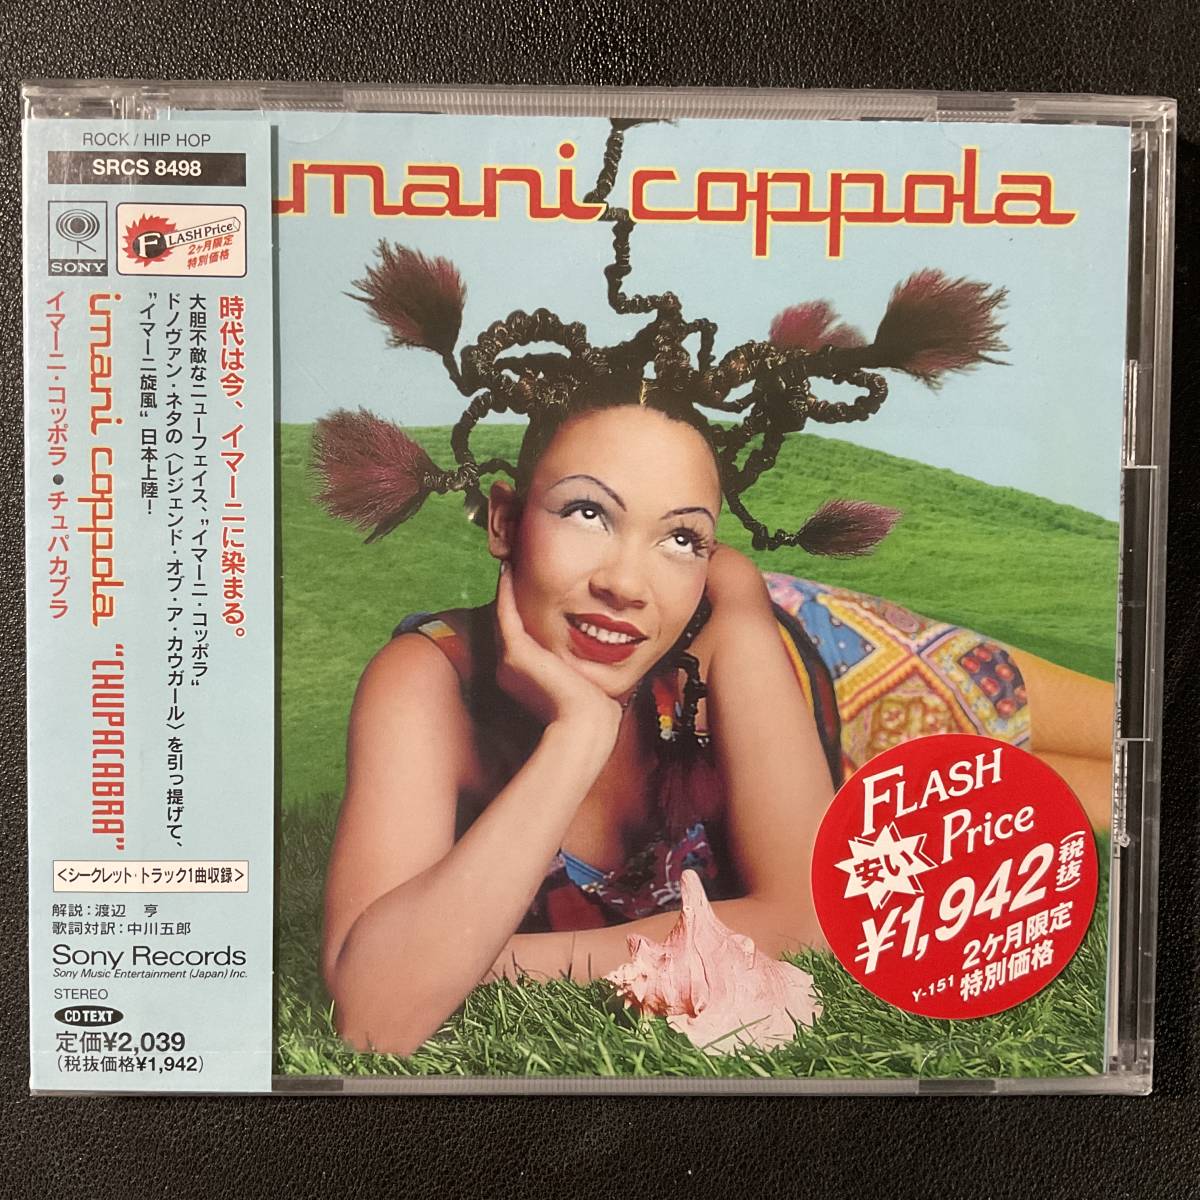 ROCK / HIP HOP
SRCS 8498
SONY
FLASH Price
2ヶ月限定
特別価格
時代は今、イマーニに染まる。
大胆不敵なニューフェイス、"イマーニ・コッポラ"
ドノヴァン・ネタの〈レジェンド・オブ・ア・カウガール〉を引っ提げて、
"イマーニ旋風" 日本上陸！
imani coppola "CHUPACABRA"
イマーニ・コッポラ●チュパカブラ
<シークレット・トラック1曲収録>
解説：渡辺 亨
歌詞対訳：中川五郎
Sony Records
Sony Music Entertainment (Japan) Inc.
STEREO
CD TEXT
定価¥2,039
(税抜価格¥1,942)
imani coppola
FLASH
Price
安い
¥1,942(税抜)
2ヶ月限定
特別価格
Y-151